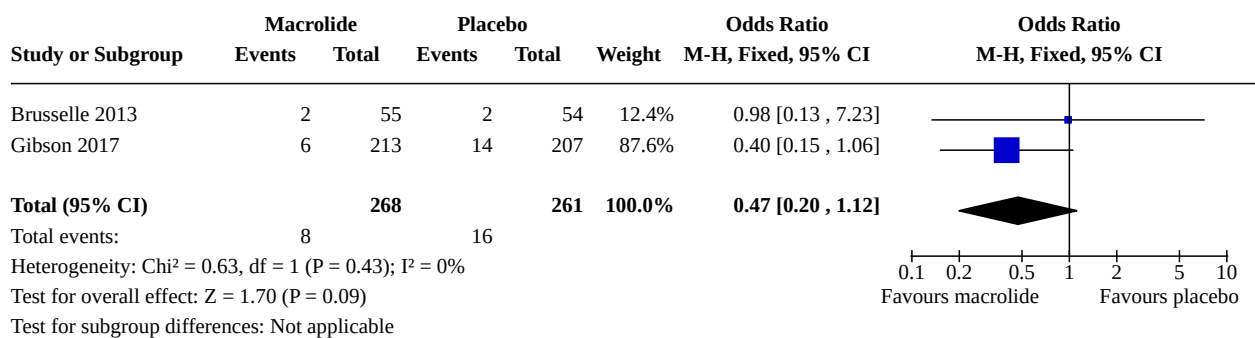 Macrolide Placebo Odds Ratio Odds Ratio
Study or Subgroup Events Total Events Total Weight M-H, Fixed, 95% CI M-H, Fixed, 95% CI
Brusselle 2013 2 55 2 54 12.4% 0.98 [0.13 , 7.23]
Gibson 2017 6 213 14 207 87.6% 0.40 [0.15 , 1.06]
Total (95% CI) 268 261 100.0% 0.47 [0.20 , 1.12]
Total events: 8 16
Heterogeneity: Chi² = 0.63, df = 1 (P = 0.43); I² = 0%
0.1 0.2 0.5 1 2 5 10
Test for overall effect: Z = 1.70 (P = 0.09)
Favours macrolide Favours placebo
Test for subgroup differences: Not applicable